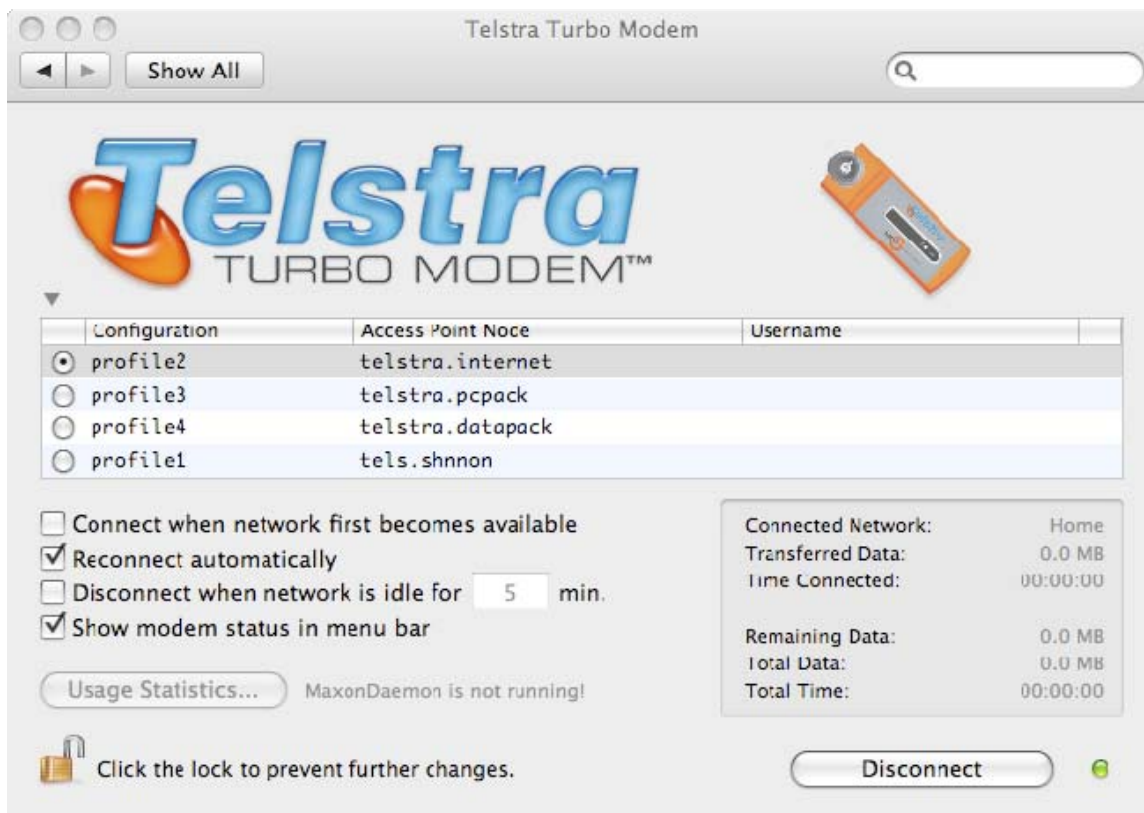 Telstra Turbo Modem
Show All
Telstra
TURBO MODEM™
Configuration Access Point Node Username
profile2 telstra.internet
profile3 telstra.pcpack
profile4 telstra.datapack
profile1 tels.shnnon
Connect when network first becomes available
Reconnect automatically
Disconnect when network is idle for 5 min.
Show modem status in menu bar
Usage Statistics... MaxonDaemon is not running!
Click the lock to prevent further changes.
Connected Network: Home
Transferred Data: 0.0 MB
Time Connected: 00:00:00
Remaining Data: 0.0 MB
Total Data: 0.0 MB
Total Time: 00:00:00
Disconnect